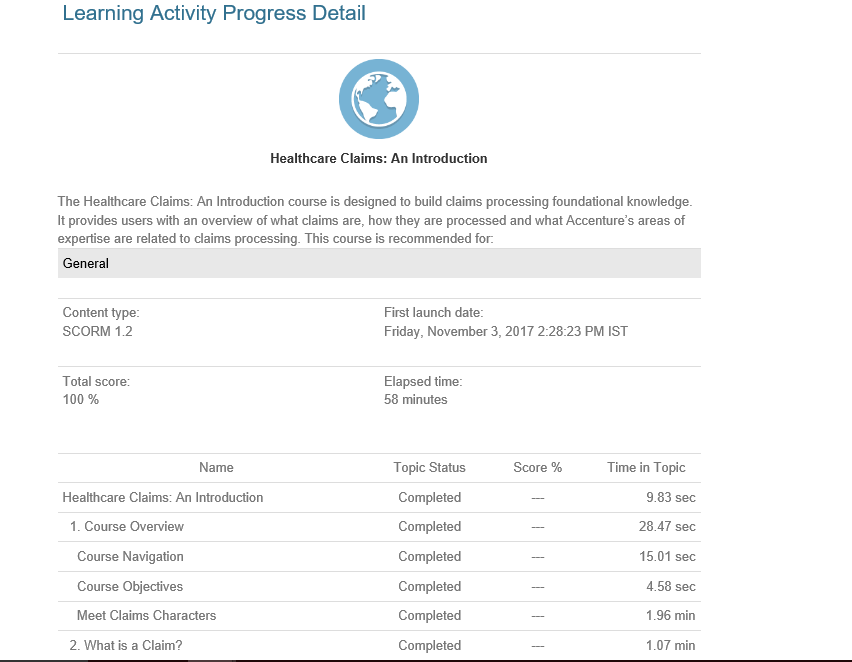 Learning Activity Progress Detail
Healthcare Claims: An Introduction
The Healthcare Claims: An Introduction course is designed to build claims processing foundational knowledge.
It provides users with an overview of what claims are, how they are processed and what Accenture's areas of
expertise are related to claims processing. This course is recommended for:
General
Content type: First launch date:
SCORM 1.2 Friday, November 3, 2017 2:28:23 PM IST
Total score: Elapsed time:
100 % 58 minutes
Name Topic Status Score % Time in Topic
Healthcare Claims: An Introduction Completed --- 9.83 sec
1. Course Overview Completed --- 28.47 sec
Course Navigation Completed --- 15.01 sec
Course Objectives Completed --- 4.58 sec
Meet Claims Characters Completed --- 1.96 min
2. What is a Claim? Completed --- 1.07 min